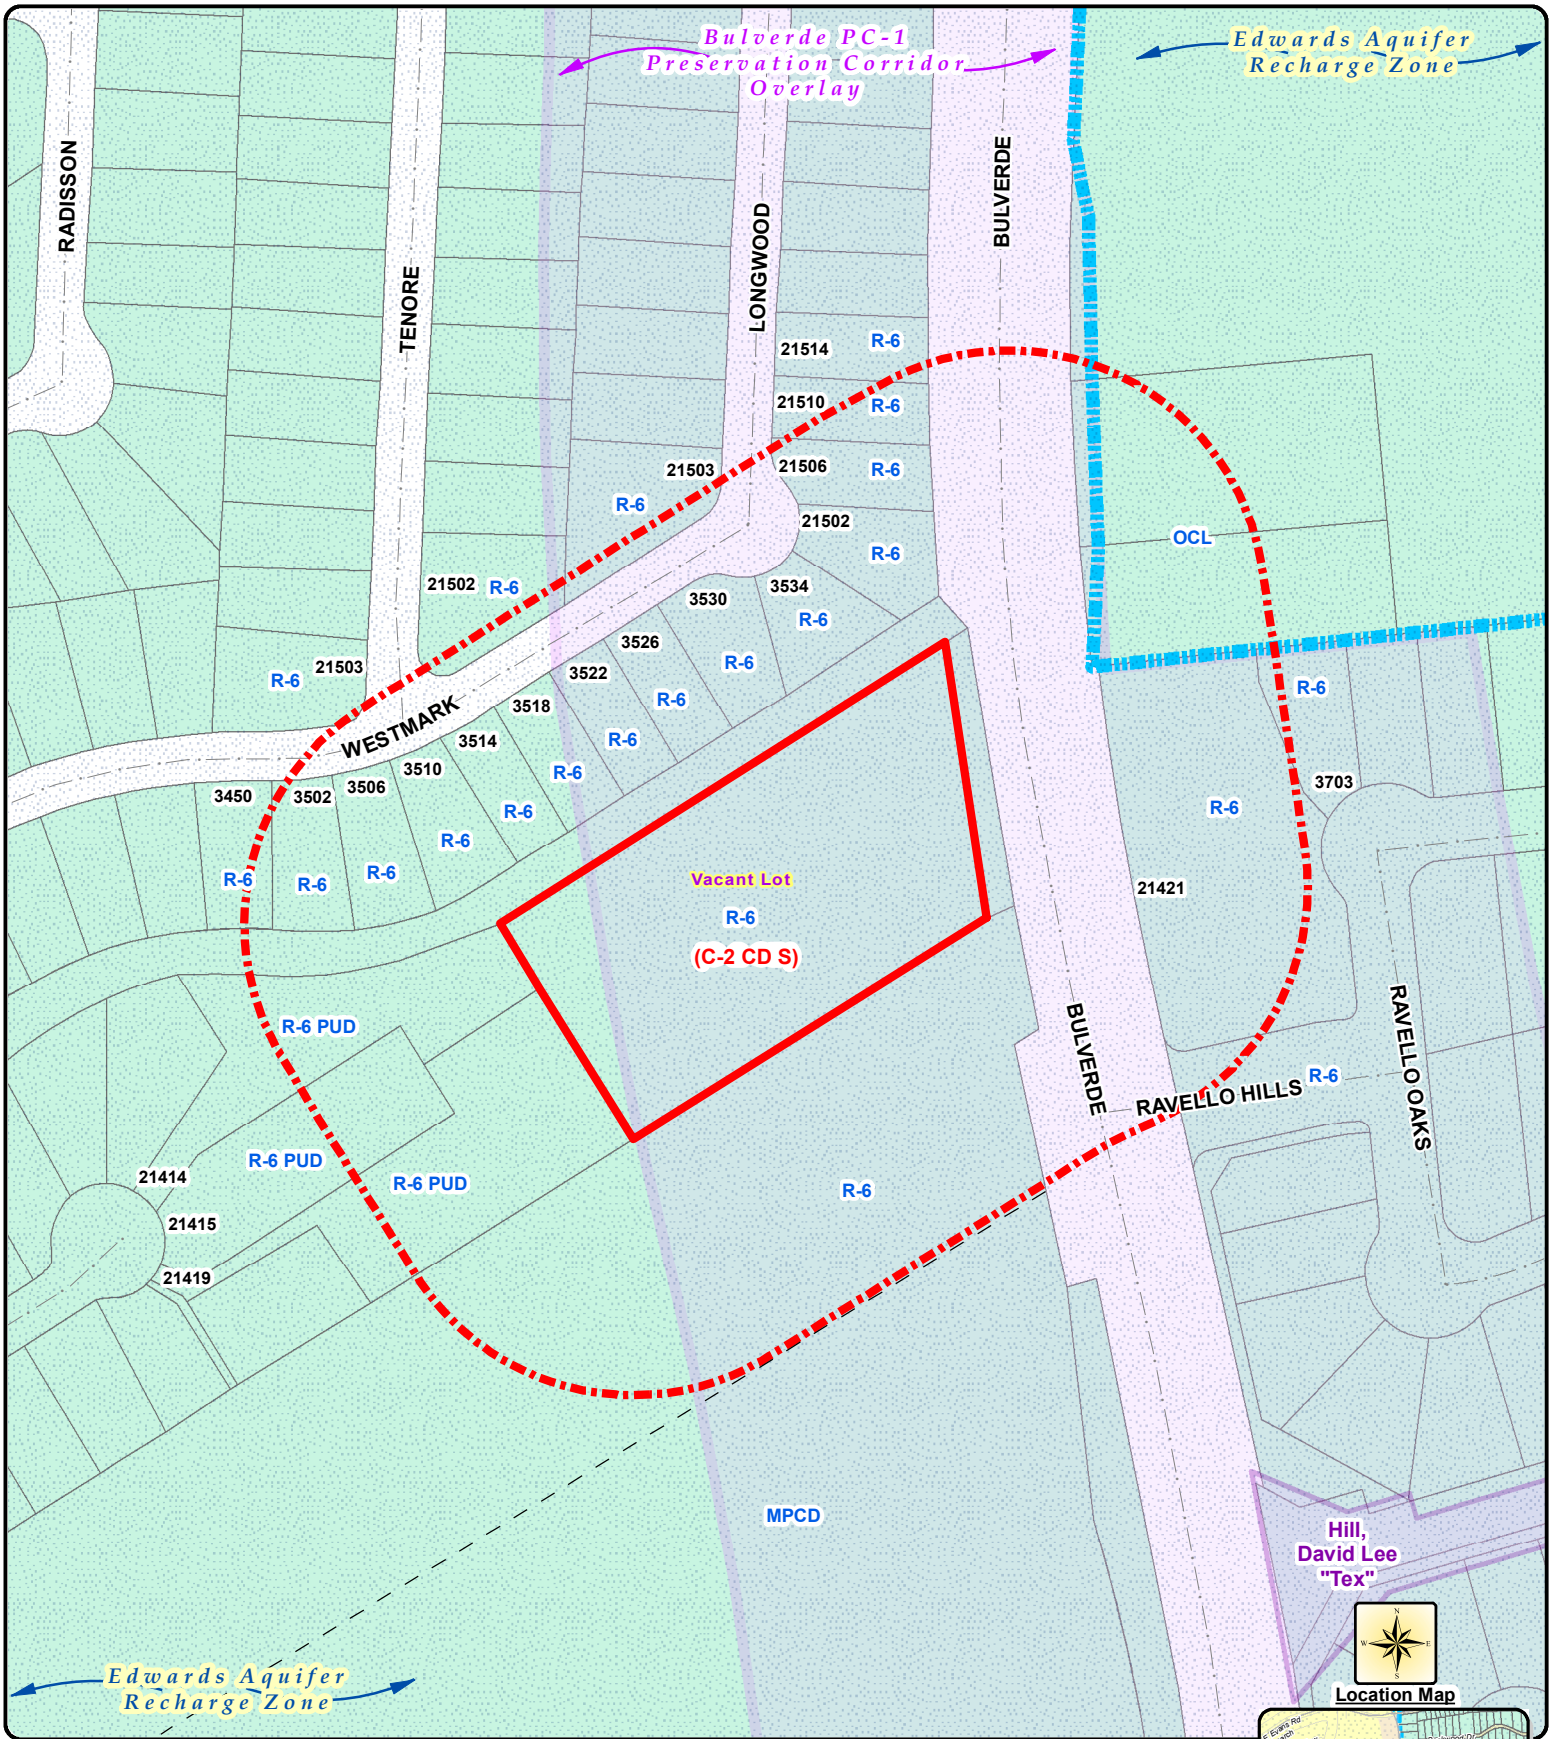 Bulverde PC-1
Preservation Corridor
Overlay
Edwards Aquifer
Recharge Zone
RADISSON
TENORE
LONGWOOD
BULVERDE
21514
R-6
21510
R-6
21503
21506
R-6
R-6
21502
R-6
OCL
21502
R-6
3530
3534
R-6
3526
R-6
21503
R-6
3522
R-6
R-6
3518
R-6
WESTMARK
3514
R-6
3510
R-6
3506
R-6
3502
R-6
3450
R-6
R-6
3703
R-6
21421
Vacant Lot
R-6
(C-2 CD S)
R-6 PUD
BULVERDE
RAVELLO OAKS
RAVELLO HILLS
R-6
R-6 PUD
R-6 PUD
21414
21415
21419
R-6
MPCD
Hill,
David Lee
"Tex"
N
W
E
S
Location Map
Edwards Aquifer
Recharge Zone
E Evans Rd